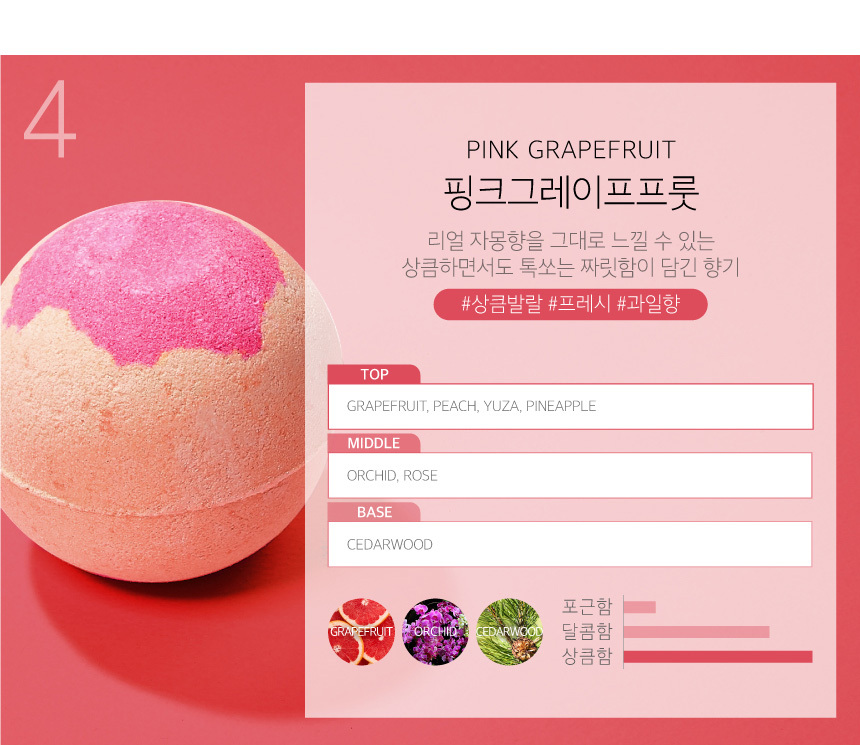 4
PINK GRAPEFRUIT
핑크그레이프프룻
리얼 자몽향을 그대로 느낄 수 있는
상큼하면서도 톡쏘는 짜릿함이 담긴 향기
#상큼발랄 #프레시 #과일향
TOP
GRAPEFRUIT, PEACH, YUZA, PINEAPPLE
MIDDLE
ORCHID, ROSE
BASE
CEDARWOOD
GRAPEFRUIT ORCHID CEDARWOOD
포근함
달콤함
상큼함